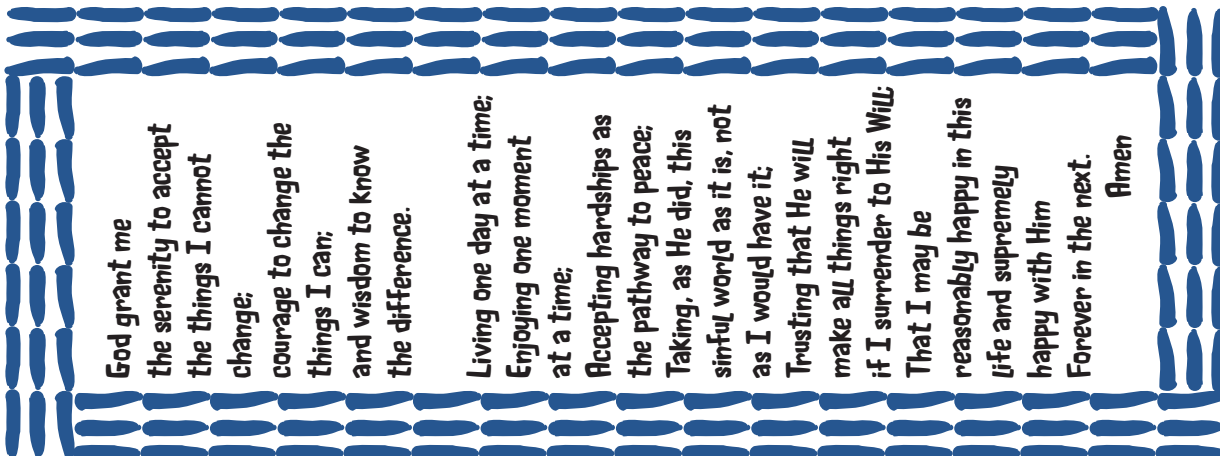 God grant me
the serenity to accept
the things I cannot
change;
courage to change the
things I can;
and wisdom to know
the difference.
Living one day at a time;
Enjoying one moment
at a time;
Accepting hardships as
the pathway to peace;
Taking, as He did, this
sinful world as it is, not
as I would have it;
Trusting that He will
make all things right
if I surrender to His Will;
That I may be
reasonably happy in this
life and supremely
happy with Him
Forever in the next.
Amen